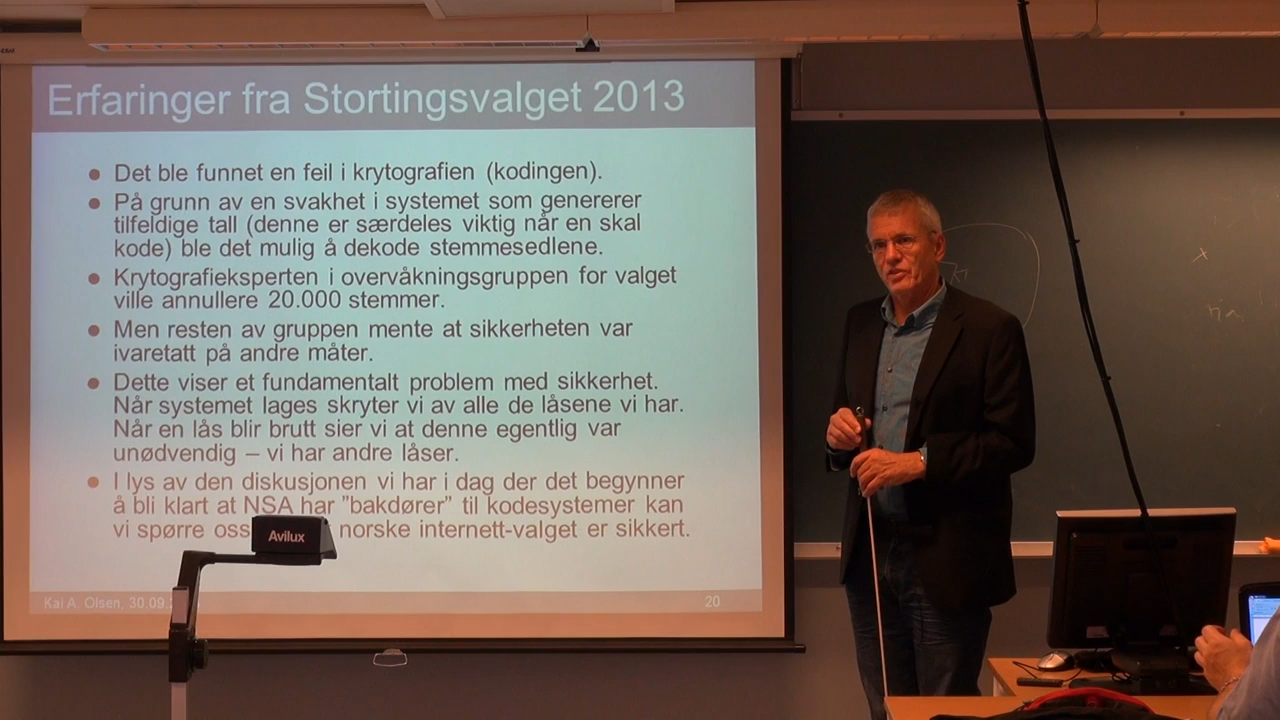 Erfaringer fra Stortingsvalget 2013
● Det ble funnet en feil i krytografien (kodingen).
● På grunn av en svakhet i systemet som genererer
tilfeldige tall (denne er særdeles viktig når en skal
kode) ble det mulig å dekode stemmesedlene.
● Krytografieksperten i overvåkningsgruppen for valget
ville annullere 20.000 stemmer.
● Men resten av gruppen mente at sikkerheten var
ivaretatt på andre måter.
● Dette viser et fundamentalt problem med sikkerhet.
Når systemet lages skryter vi av alle de låsene vi har.
Når en lås blir brutt sier vi at denne egentlig var
unødvendig – vi har andre låser.
● I lys av den diskusjonen vi har i dag der det begynner
å bli klart at NSA har ”bakdører” til kodesystemer kan
vi spørre oss norske internett-valget er sikkert.
Avilux
Kai A. Olsen, 30.09.
20